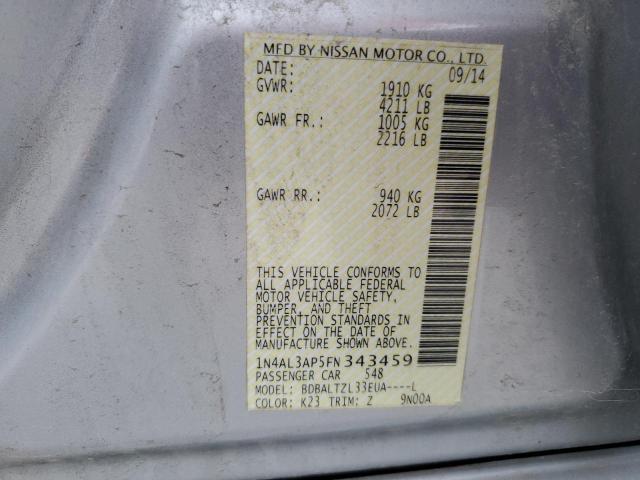 MFD BY NISSAN MOTOR CO., LTD.
DATE: 09/14
GVWR: 1910 KG
4211 LB
GAWR FR.: 1005 KG
2216 LB
GAWR RR.: 940 KG
2072 LB
THIS VEHICLE CONFORMS TO
ALL APPLICABLE FEDERAL
MOTOR VEHICLE SAFETY,
BUMPER, AND THEFT
PREVENTION STANDARDS IN
EFFECT ON THE DATE OF
MANUFACTURE SHOWN ABOVE.
1N4AL3AP5FN343459
PASSENGER CAR 548
MODEL: BDBALTZL33EUA----L
COLOR: K23 TRIM: Z 9N00A